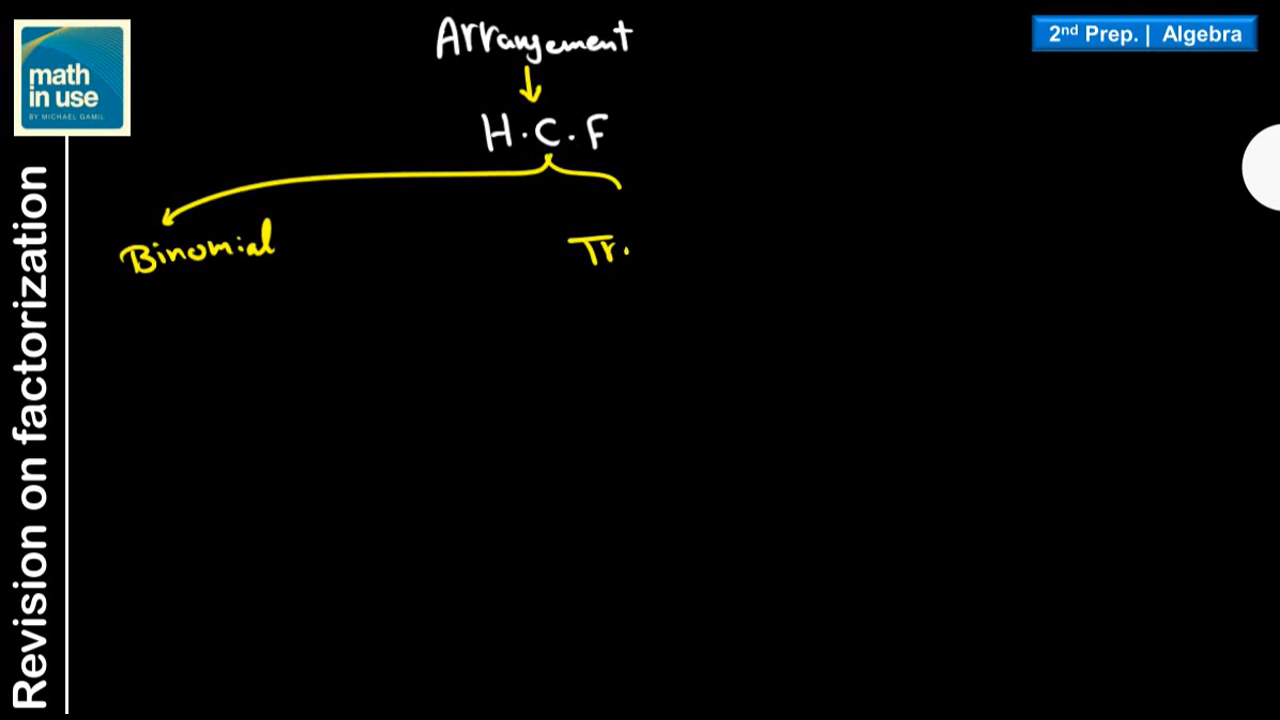 Arrangement
2nd Prep. | Algebra
math
in use
BY MICHAEL GAMIL
H.C.F
Binomial
Tr.
Revision on factorization